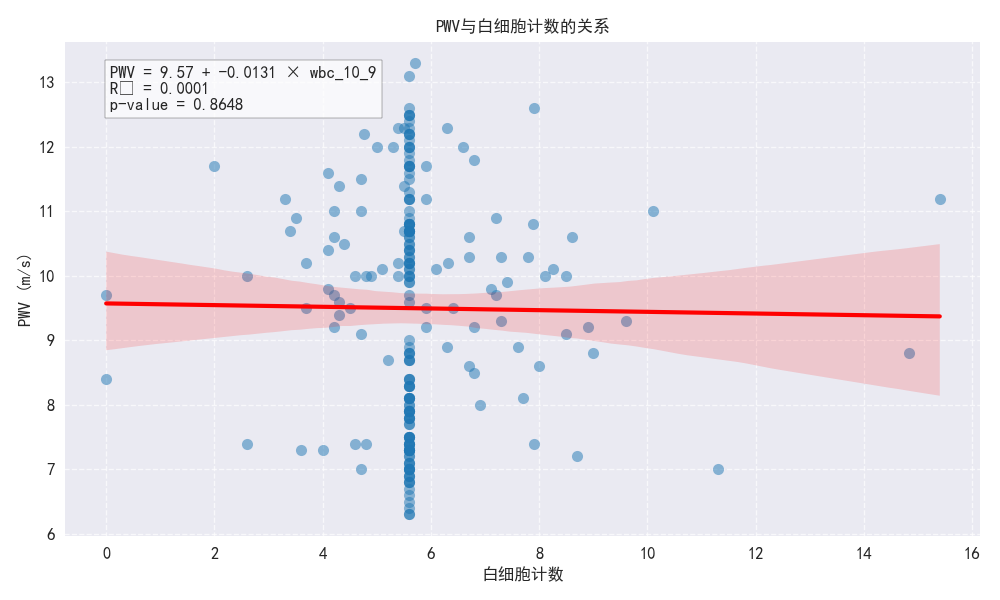 PWV与白细胞计数的关系
PWV = 9.57 + -0.0131 × wbc_10_9
R□ = 0.0001
p-value = 0.8648
PWV (m/s)
13
12
11
10
9
8
7
6
0 2 4 6 8 10 12 14 16
白细胞计数